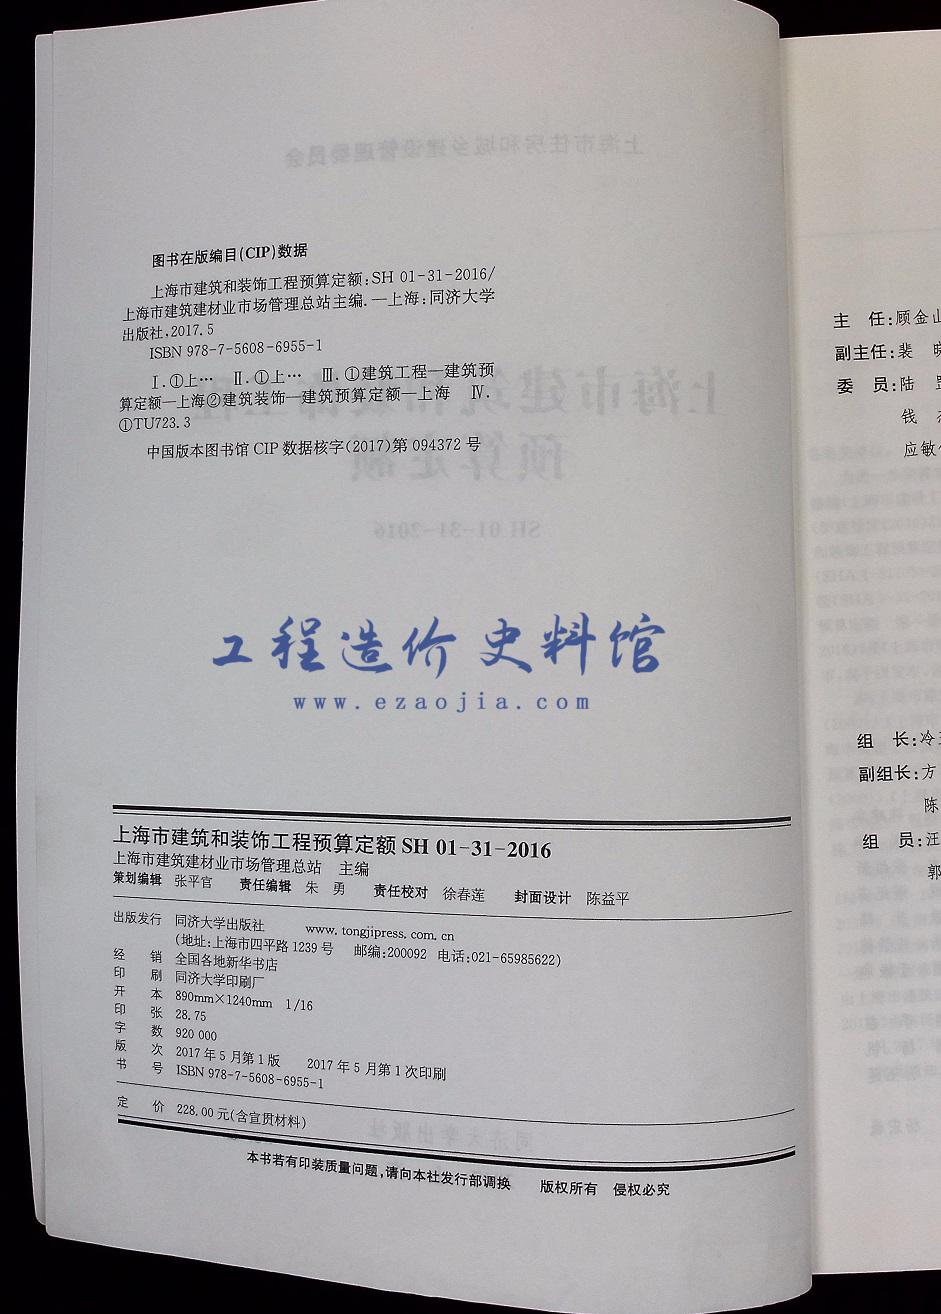 图书在版编目(CIP)数据
上海市建筑和装饰工程预算定额:SH 01-31-2016/
上海市建筑建材业市场管理总站主编.—上海:同济大学
出版社,2017.5
ISBN 978-7-5608-6955-1
Ⅰ.①上… Ⅱ.①上… Ⅲ.①建筑工程—建筑预
算定额—上海②建筑装饰—建筑预算定额—上海 Ⅳ.
①TU723.3
中国版本图书馆 CIP 数据核字(2017)第 094372 号
工程造价史料馆
www.ezaojia.com
上海市建筑和装饰工程预算定额 SH 01-31-2016
上海市建筑建材业市场管理总站 主编
策划编辑 张平官 责任编辑 朱 勇 责任校对 徐春莲 封面设计 陈益平
出版发行 同济大学出版社 www.tongjipress.com.cn
(地址:上海市四平路 1239 号 邮编:200092 电话:021-65985622)
经 销 全国各地新华书店
印 刷 同济大学印刷厂
开 本 890mm×1240mm 1/16
印 张 28.75
字 数 920 000
版 次 2017 年 5 月第 1 版 2017 年 5 月第 1 次印刷
书 号 ISBN 978-7-5608-6955-1
定 价 228.00 元(含宣贯材料)
本书若有印装质量问题,请向本社发行部调换 版权所有 侵权必究
主 任:顾金山
副主任:裴
委 员:陆
钱
应敏
组 长:冷
副组长:方
陈
组 员:汪
郭